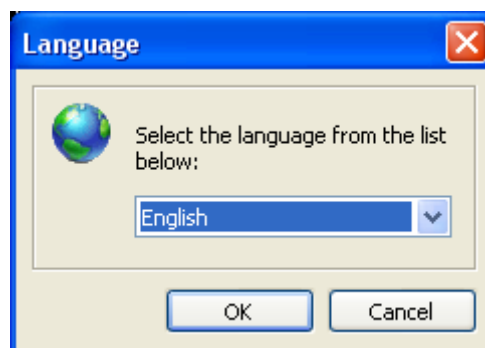 Language
Select the language from the list
below:
English
OK
Cancel